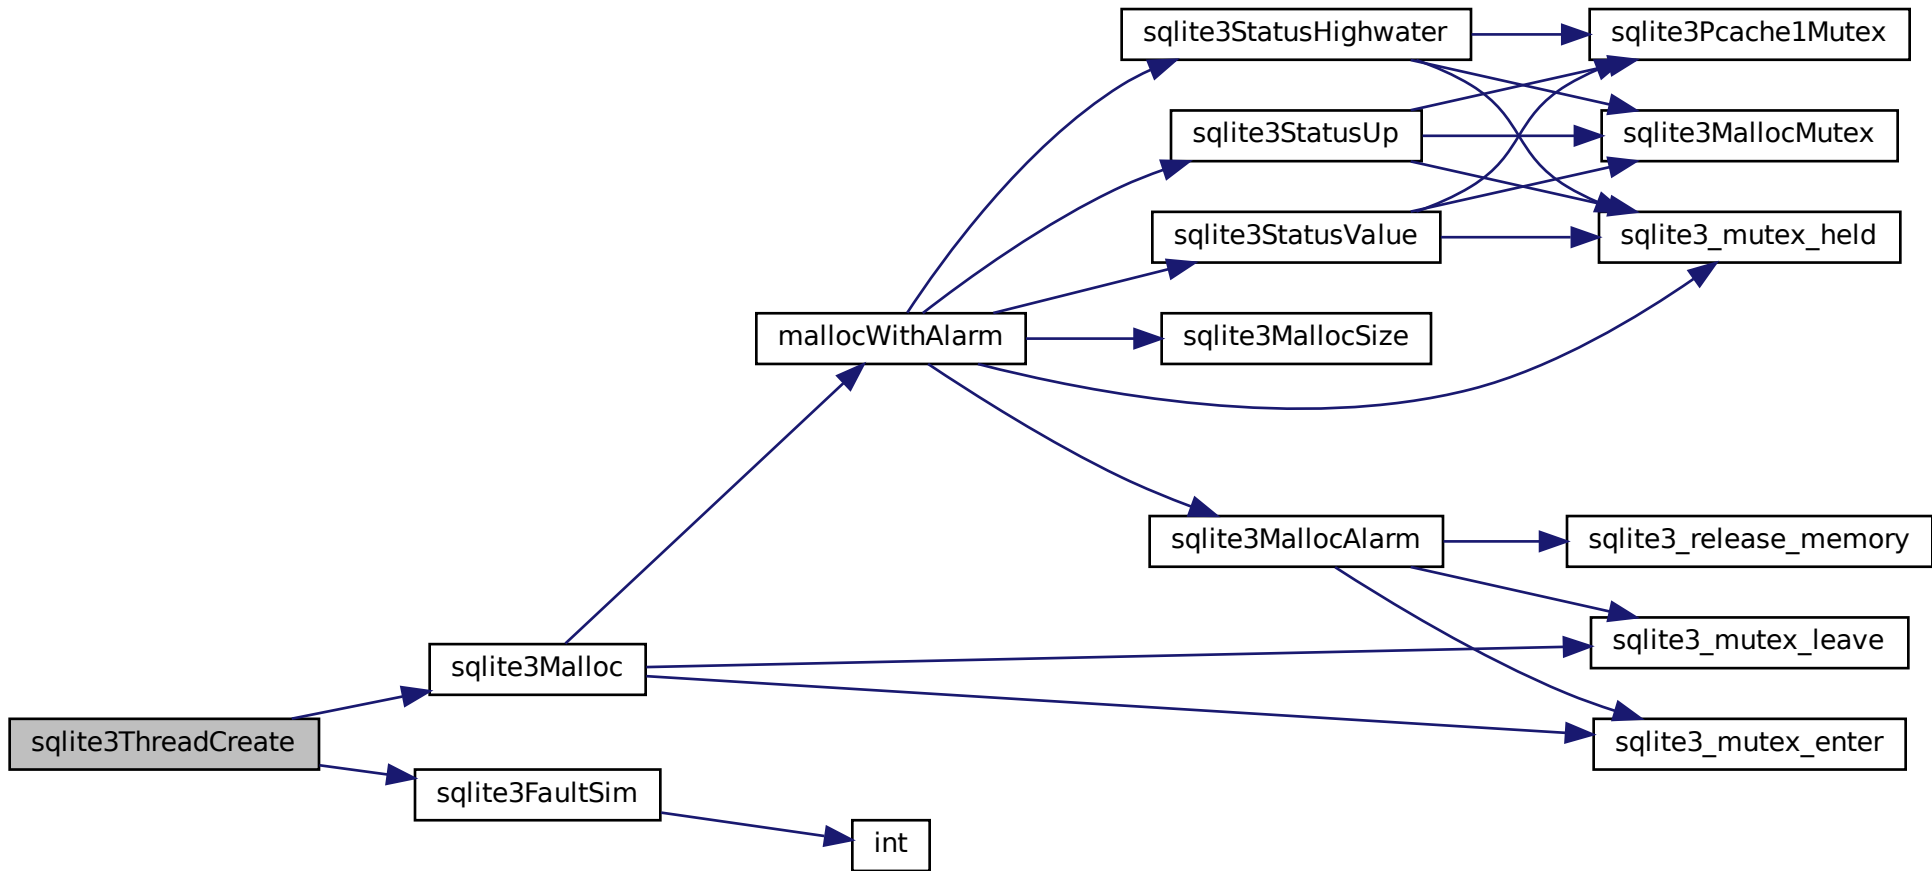 sqlite3StatusHighwater
sqlite3Pcache1Mutex
sqlite3StatusUp
sqlite3MallocMutex
sqlite3StatusValue
sqlite3_mutex_held
mallocWithAlarm
sqlite3MallocSize
sqlite3MallocAlarm
sqlite3_release_memory
sqlite3Malloc
sqlite3_mutex_leave
sqlite3ThreadCreate
sqlite3_mutex_enter
sqlite3FaultSim
int